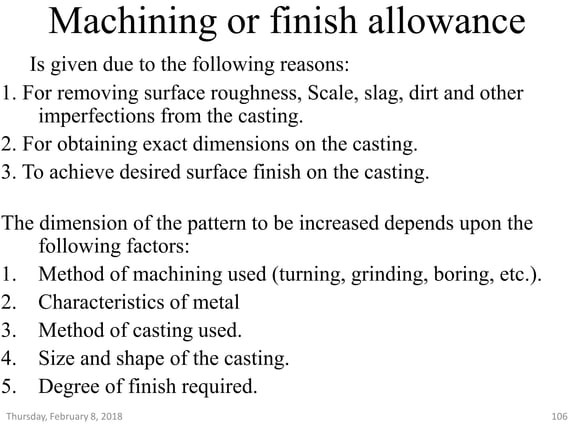 Machining or finish allowance
Is given due to the following reasons:
1. For removing surface roughness, Scale, slag, dirt and other
imperfections from the casting.
2. For obtaining exact dimensions on the casting.
3. To achieve desired surface finish on the casting.
The dimension of the pattern to be increased depends upon the
following factors:
1. Method of machining used (turning, grinding, boring, etc.).
2. Characteristics of metal
3. Method of casting used.
4. Size and shape of the casting.
5. Degree of finish required.
Thursday, February 8, 2018 106